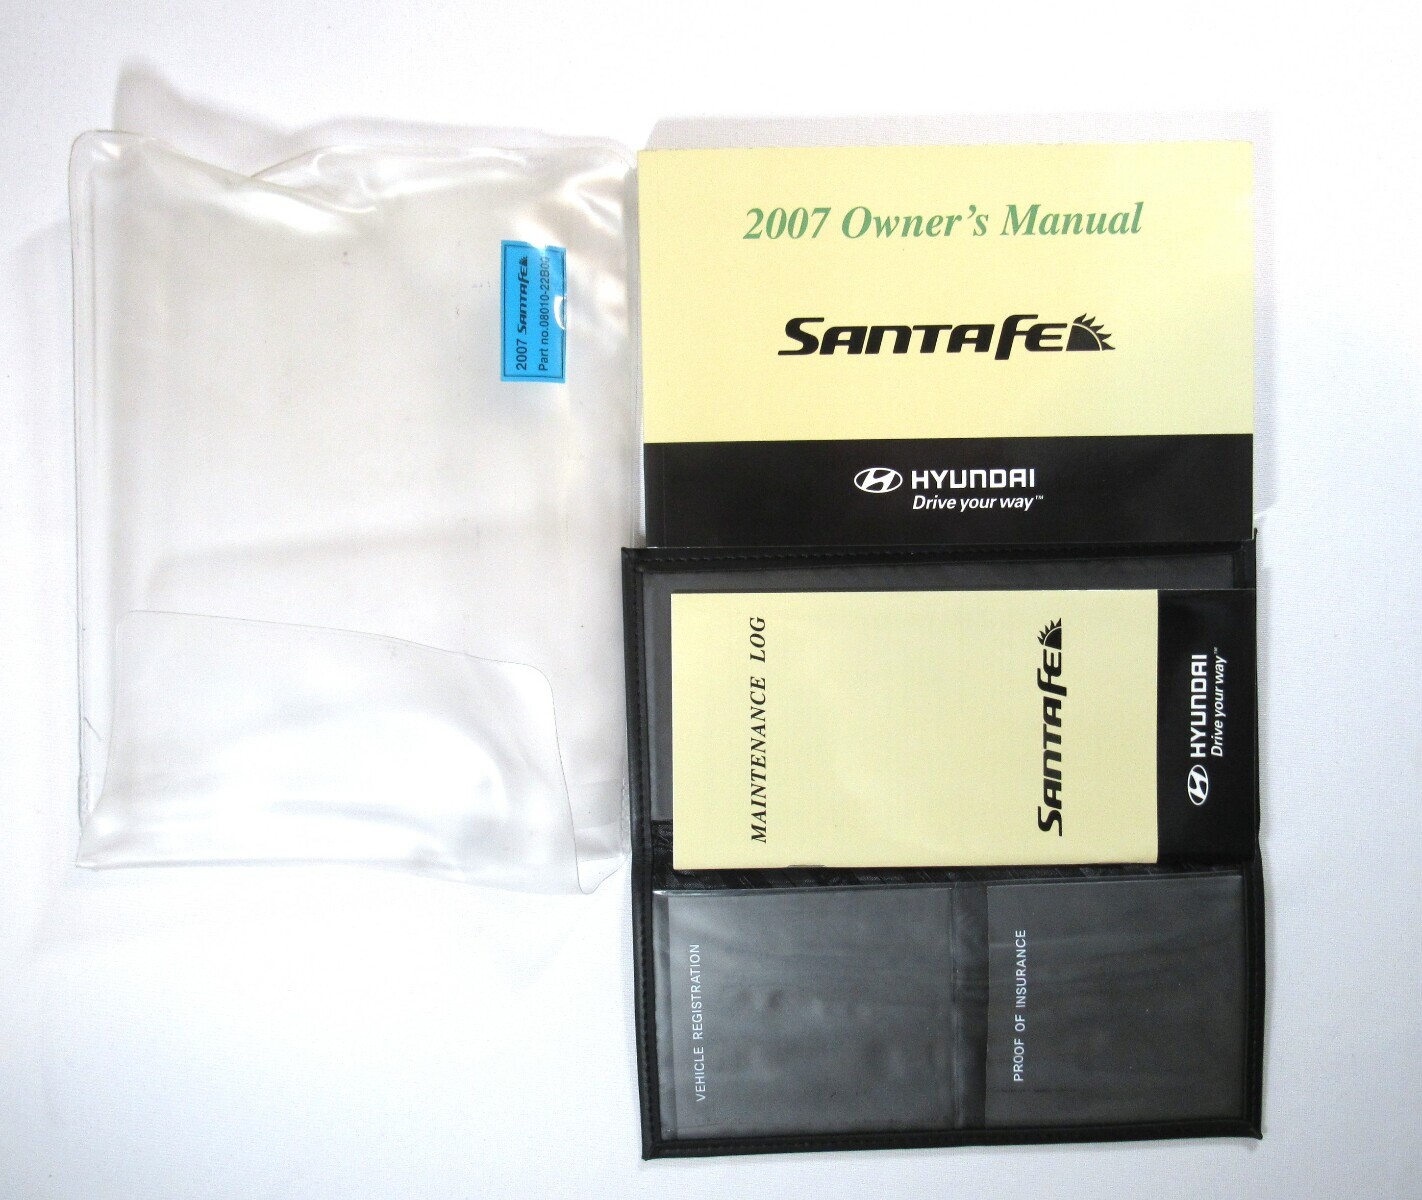 2007 SANTAFE
Part no.08010-22B00
2007 Owner's Manual
SANTAFE
HYUNDAI
Drive your way™
MAINTENANCE LOG
SANTAFE
HYUNDAI
Drive your way™
VEHICLE REGISTRATION
PROOF OF INSURANCE